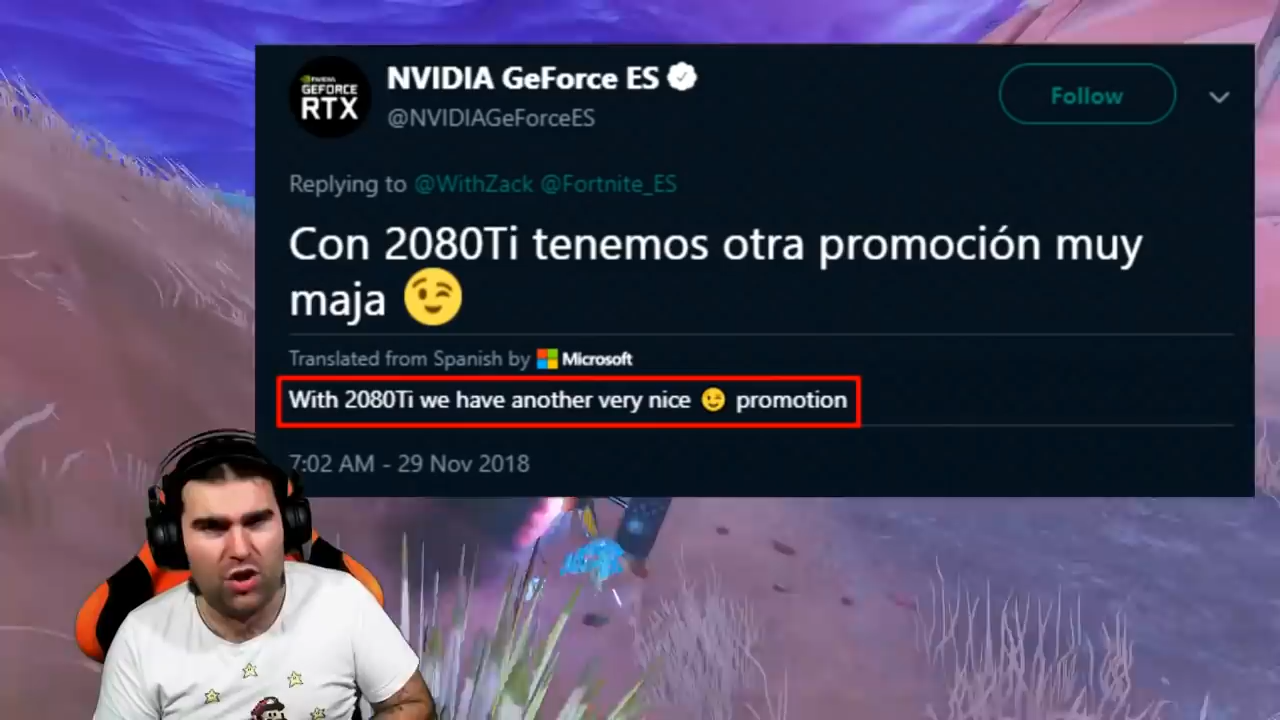 NVIDIA
GEFORCE
RTX
NVIDIA GeForce ES
@NVIDIAGeForceES
Follow
Replying to @WithZack @Fortnite_ES
Con 2080Ti tenemos otra promoción muy
maja 😉
Translated from Spanish by Microsoft
With 2080Ti we have another very nice 😉 promotion
7:02 AM - 29 Nov 2018